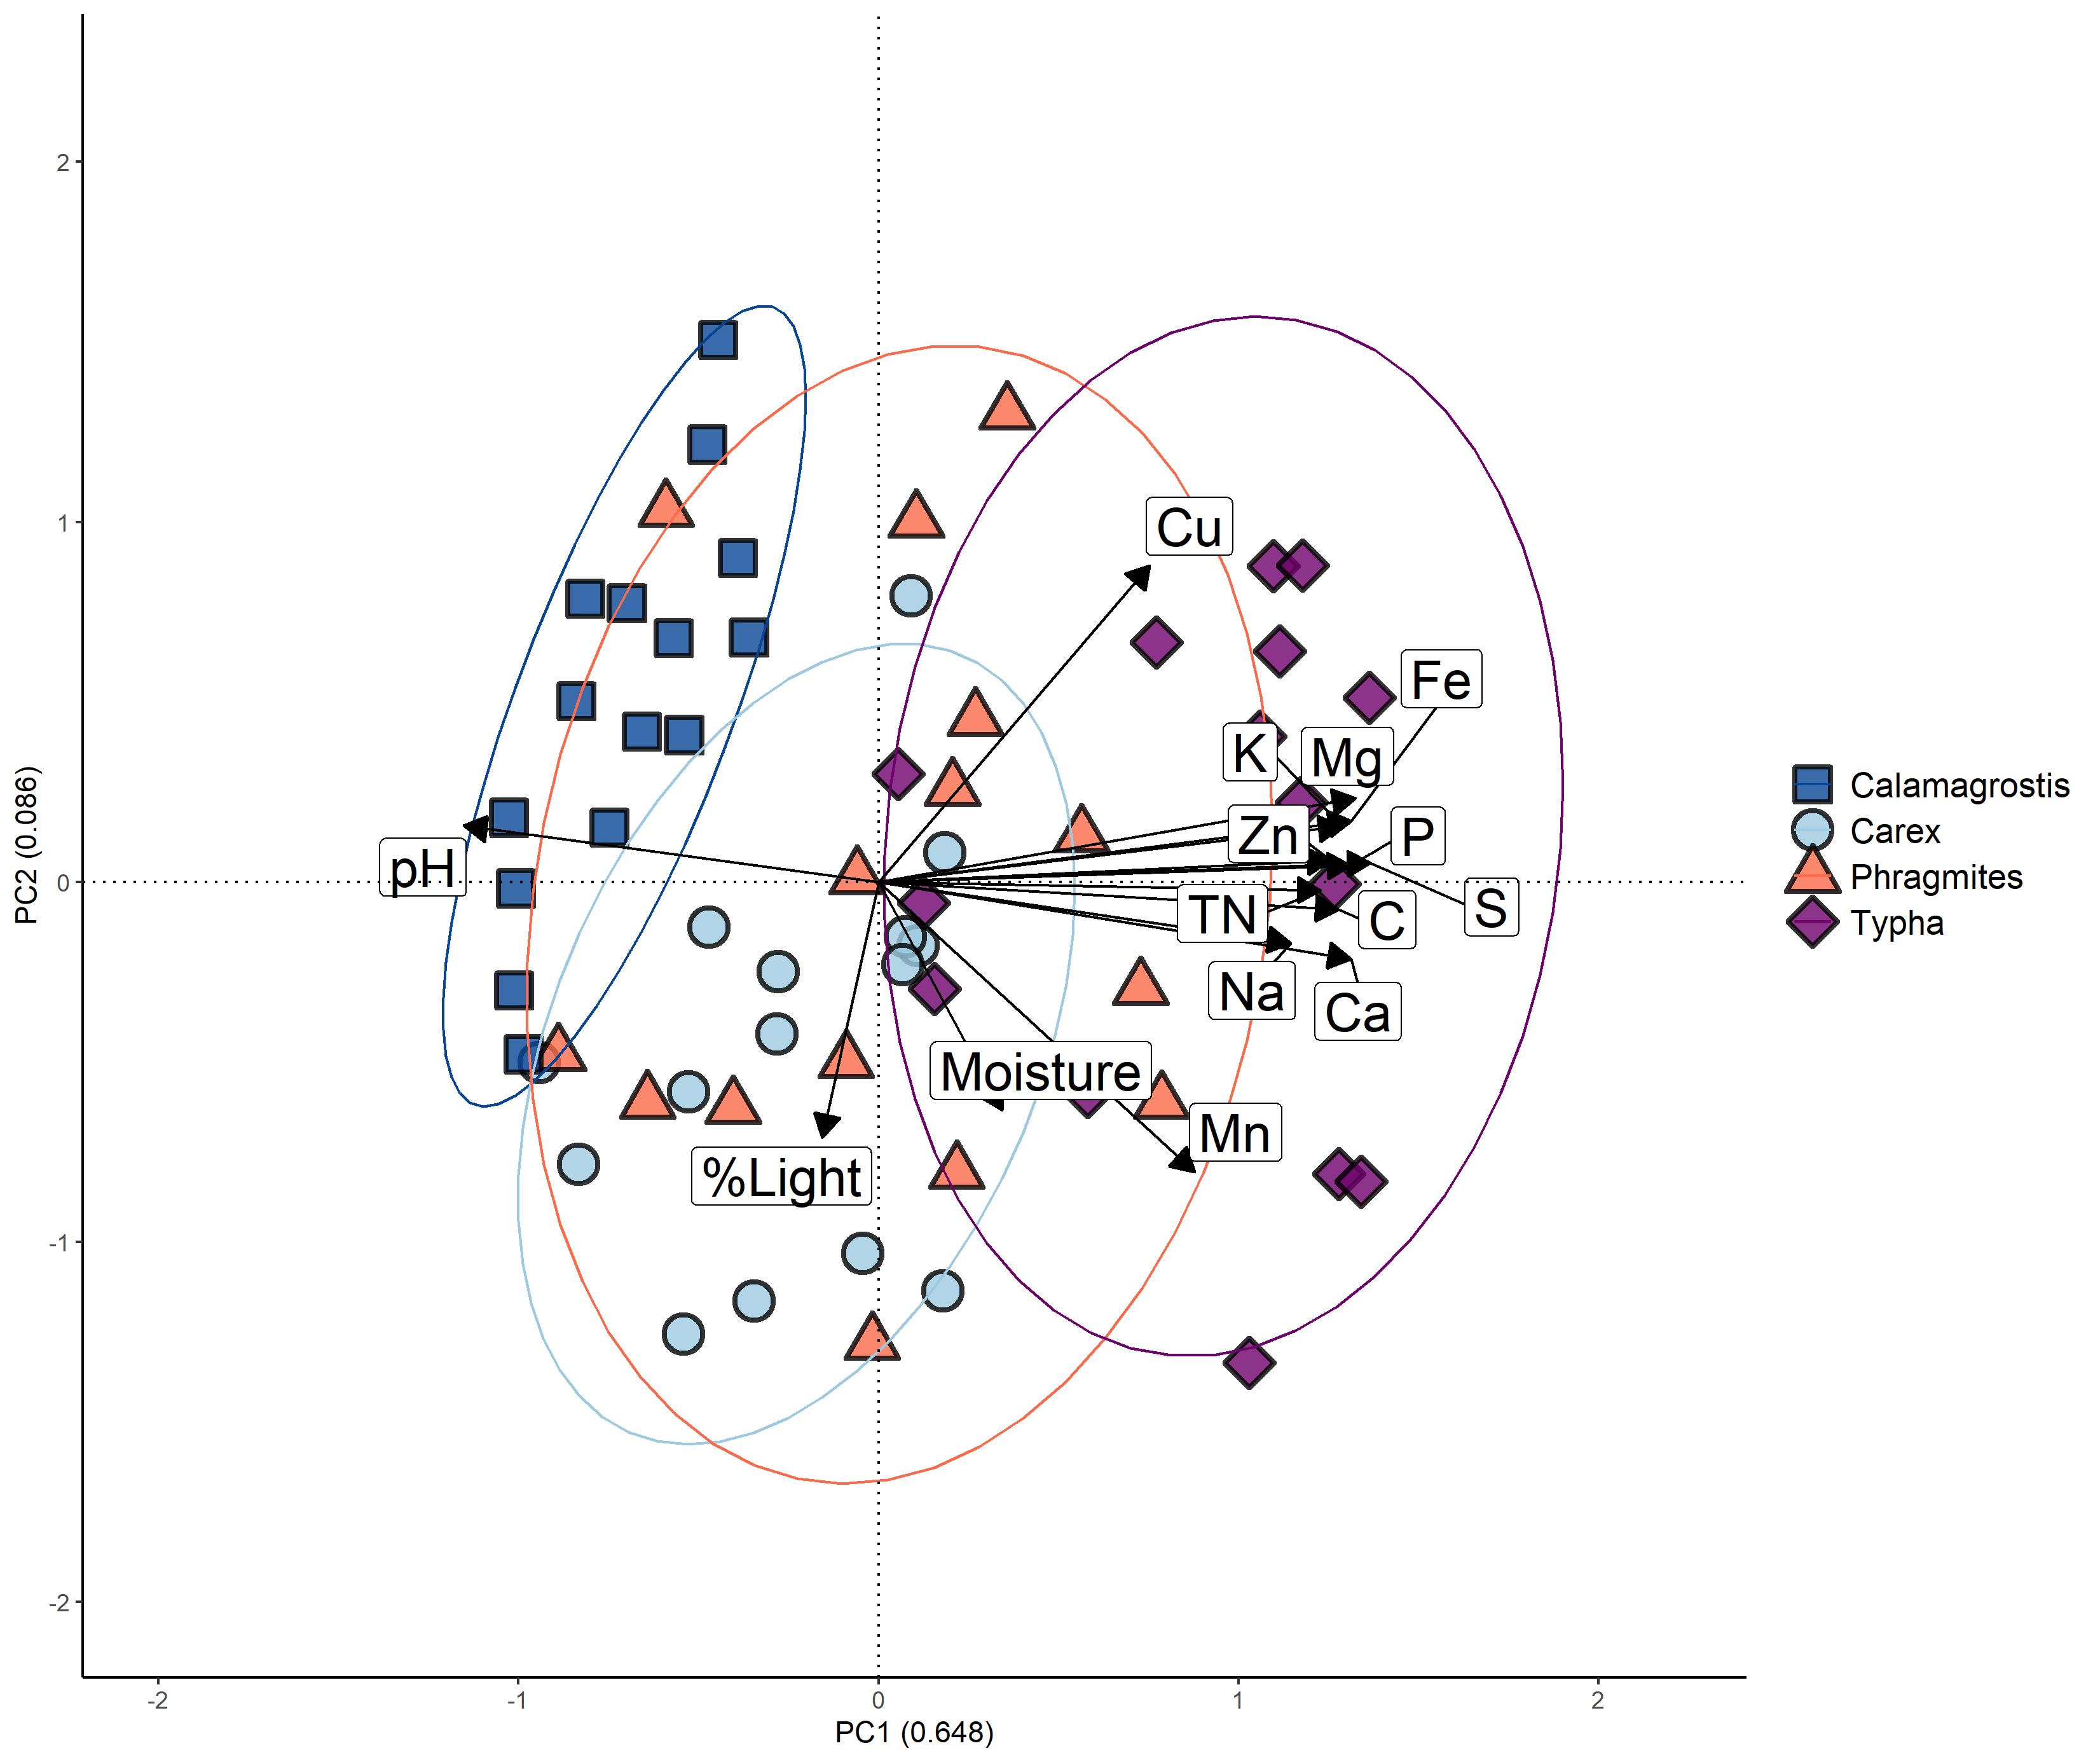 2
1
0
-1
-2
PC2 (0.086)
-2
-1
0
1
2
PC1 (0.648)
Cu
Fe
K
Mg
Zn
P
pH
TN
C
S
Na
Ca
Moisture
Mn
%Light
Calamagrostis
Carex
Phragmites
Typha